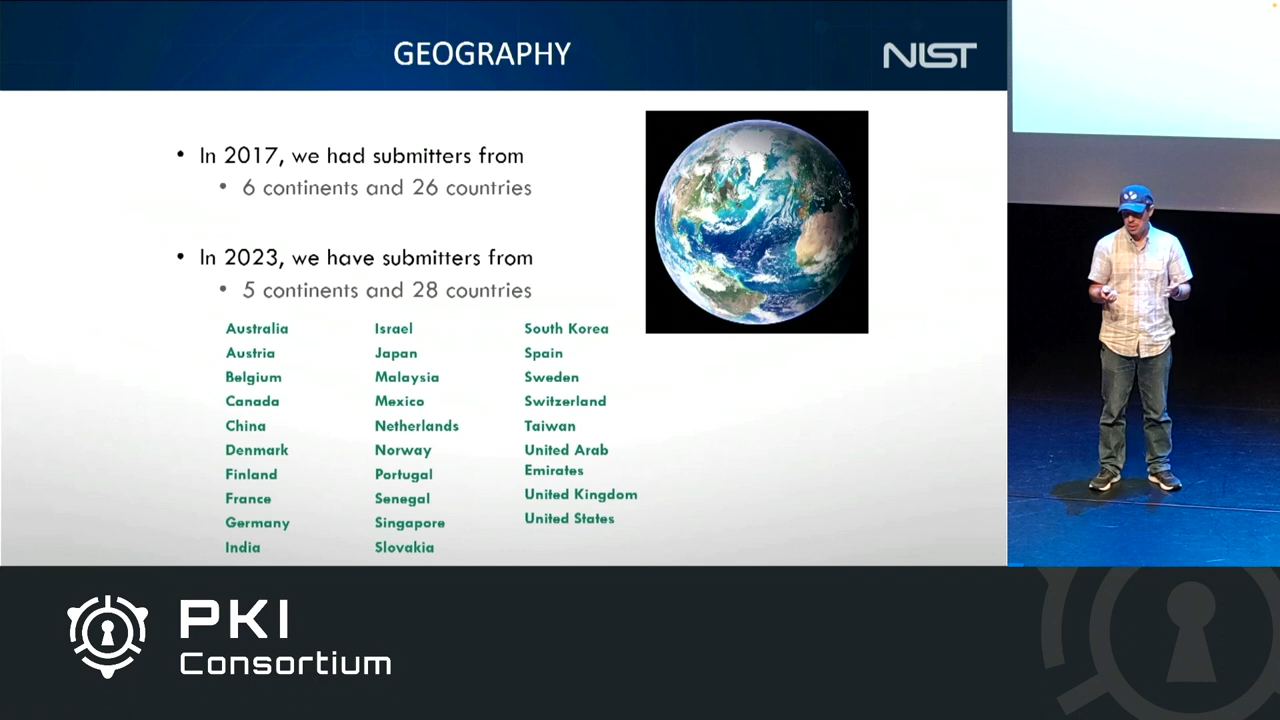 GEOGRAPHY
NIST
• In 2017, we had submitters from
• 6 continents and 26 countries
• In 2023, we have submitters from
• 5 continents and 28 countries
Australia
Austria
Belgium
Canada
China
Denmark
Finland
France
Germany
India
Israel
Japan
Malaysia
Mexico
Netherlands
Norway
Portugal
Senegal
Singapore
Slovakia
South Korea
Spain
Sweden
Switzerland
Taiwan
United Arab
Emirates
United Kingdom
United States
PKI
Consortium